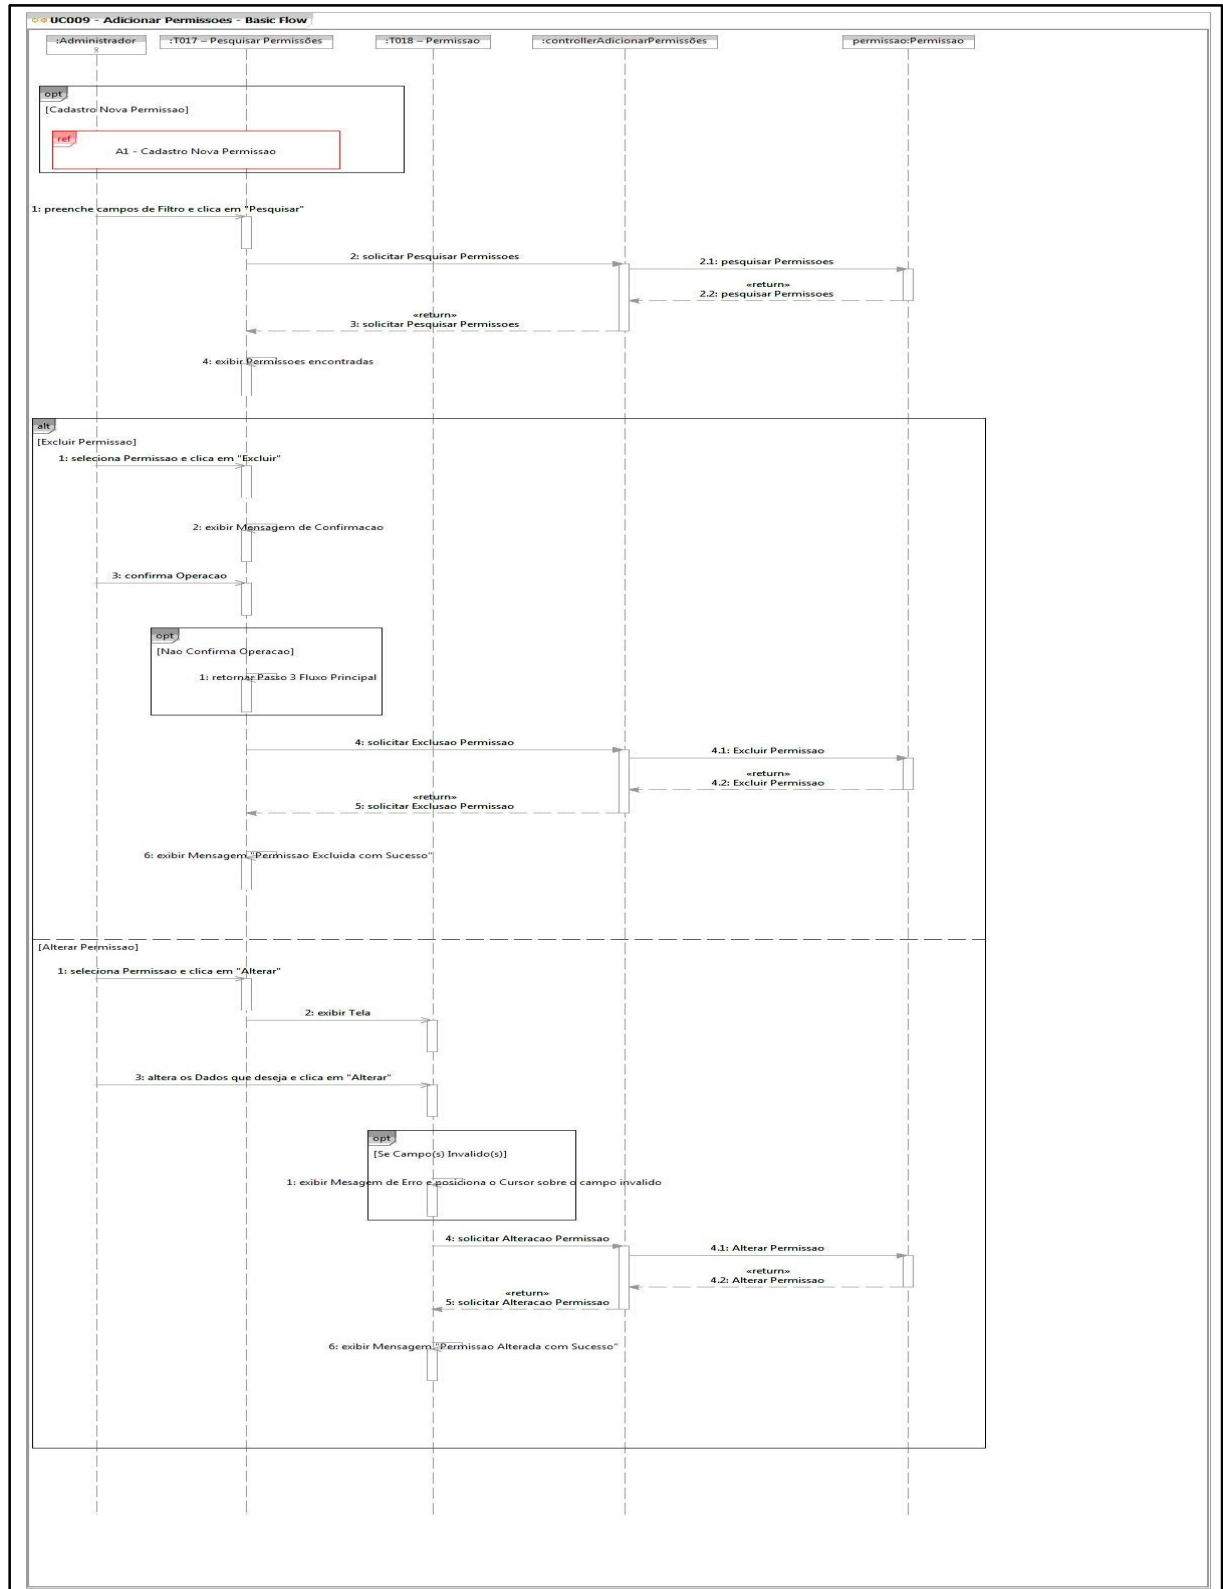 UC009 - Adicionar Permissoes - Basic Flow
:Administrador
:T017 – Pesquisar Permissões
:T018 – Permissao
:controllerAdicionarPermissões
permissao:Permissao
opt
[Cadastro Nova Permissao]
ref
A1 - Cadastro Nova Permissao
1: preenche campos de Filtro e clica em "Pesquisar"
2: solicitar Pesquisar Permissoes
2.1: pesquisar Permissoes
«return»
2.2: pesquisar Permissoes
«return»
3: solicitar Pesquisar Permissoes
4: exibir Permissoes encontradas
alt
[Excluir Permissao]
1: seleciona Permissao e clica em "Excluir"
2: exibir Mensagem de Confirmacao
3: confirma Operacao
opt
[Nao Confirma Operacao]
1: retornar Passo 3 Fluxo Principal
4: solicitar Exclusao Permissao
4.1: Excluir Permissao
«return»
4.2: Excluir Permissao
«return»
5: solicitar Exclusao Permissao
6: exibir Mensagem "Permissao Excluida com Sucesso"
[Alterar Permissao]
1: seleciona Permissao e clica em "Alterar"
2: exibir Tela
3: altera os Dados que deseja e clica em "Alterar"
opt
[Se Campo(s) Invalido(s)]
1: exibir Mesagem de Erro e posiciona o Cursor sobre o campo invalido
4: solicitar Alteracao Permissao
4.1: Alterar Permissao
«return»
4.2: Alterar Permissao
«return»
5: solicitar Alteracao Permissao
6: exibir Mensagem "Permissao Alterada com Sucesso"